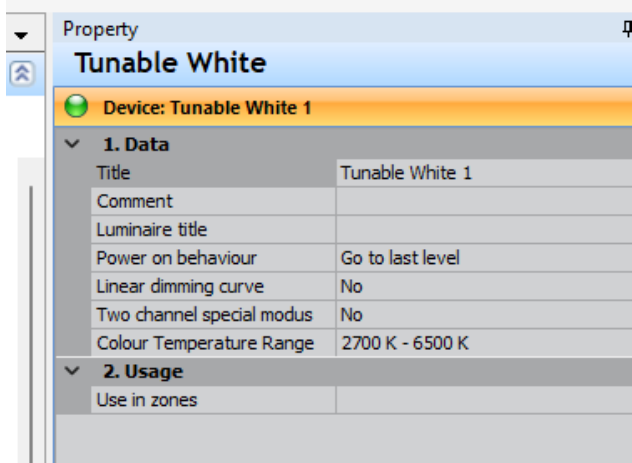 Property
Tunable White
Device: Tunable White 1
1. Data
Title Tunable White 1
Comment
Luminaire title
Power on behaviour Go to last level
Linear dimming curve No
Two channel special modus No
Colour Temperature Range 2700 K - 6500 K
2. Usage
Use in zones